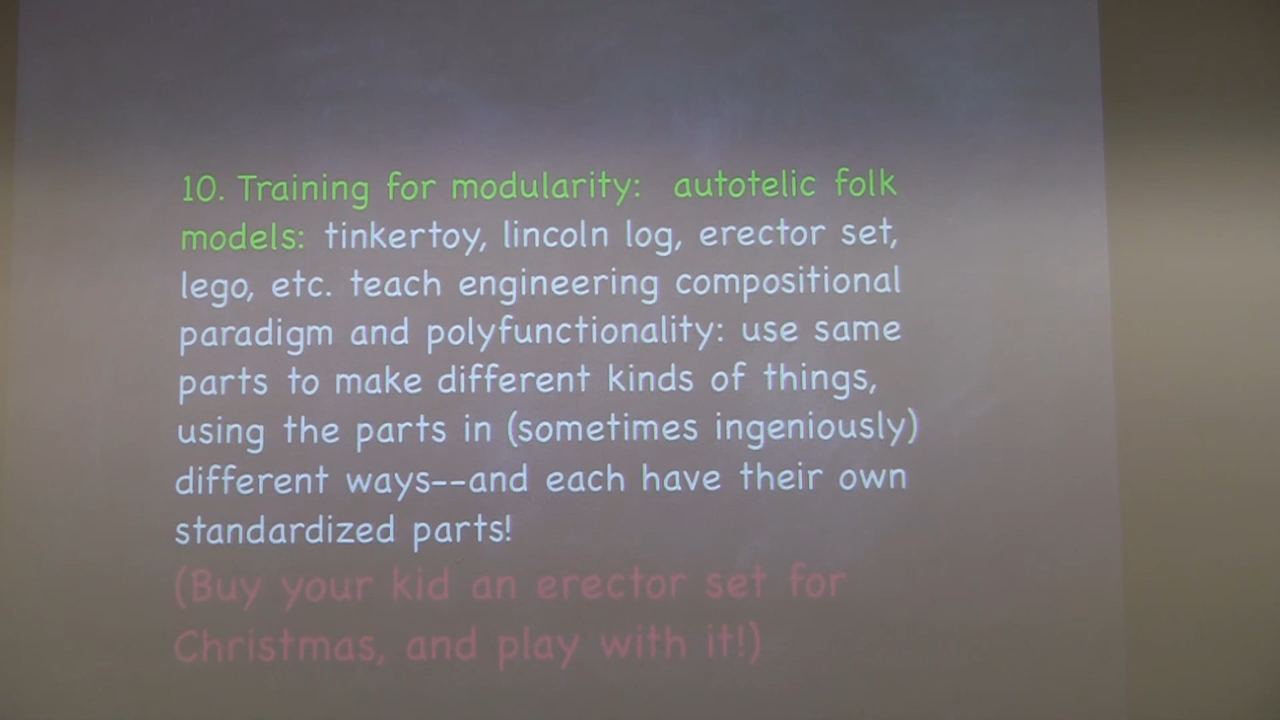 10. Training for modularity: autotelic folk
models: tinkertoy, lincoln log, erector set,
lego, etc. teach engineering compositional
paradigm and polyfunctionality: use same
parts to make different kinds of things,
using the parts in (sometimes ingeniously)
different ways--and each have their own
standardized parts!
(Buy your kid an erector set for
Christmas, and play with it!)